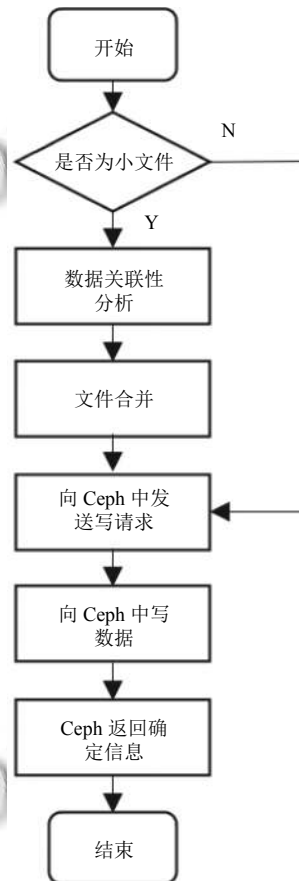 开始
是否为小文件
N
Y
数据关联性
分析
文件合并
向 Ceph 中发
送写请求
向 Ceph 中写
数据
Ceph 返回确
定信息
结束